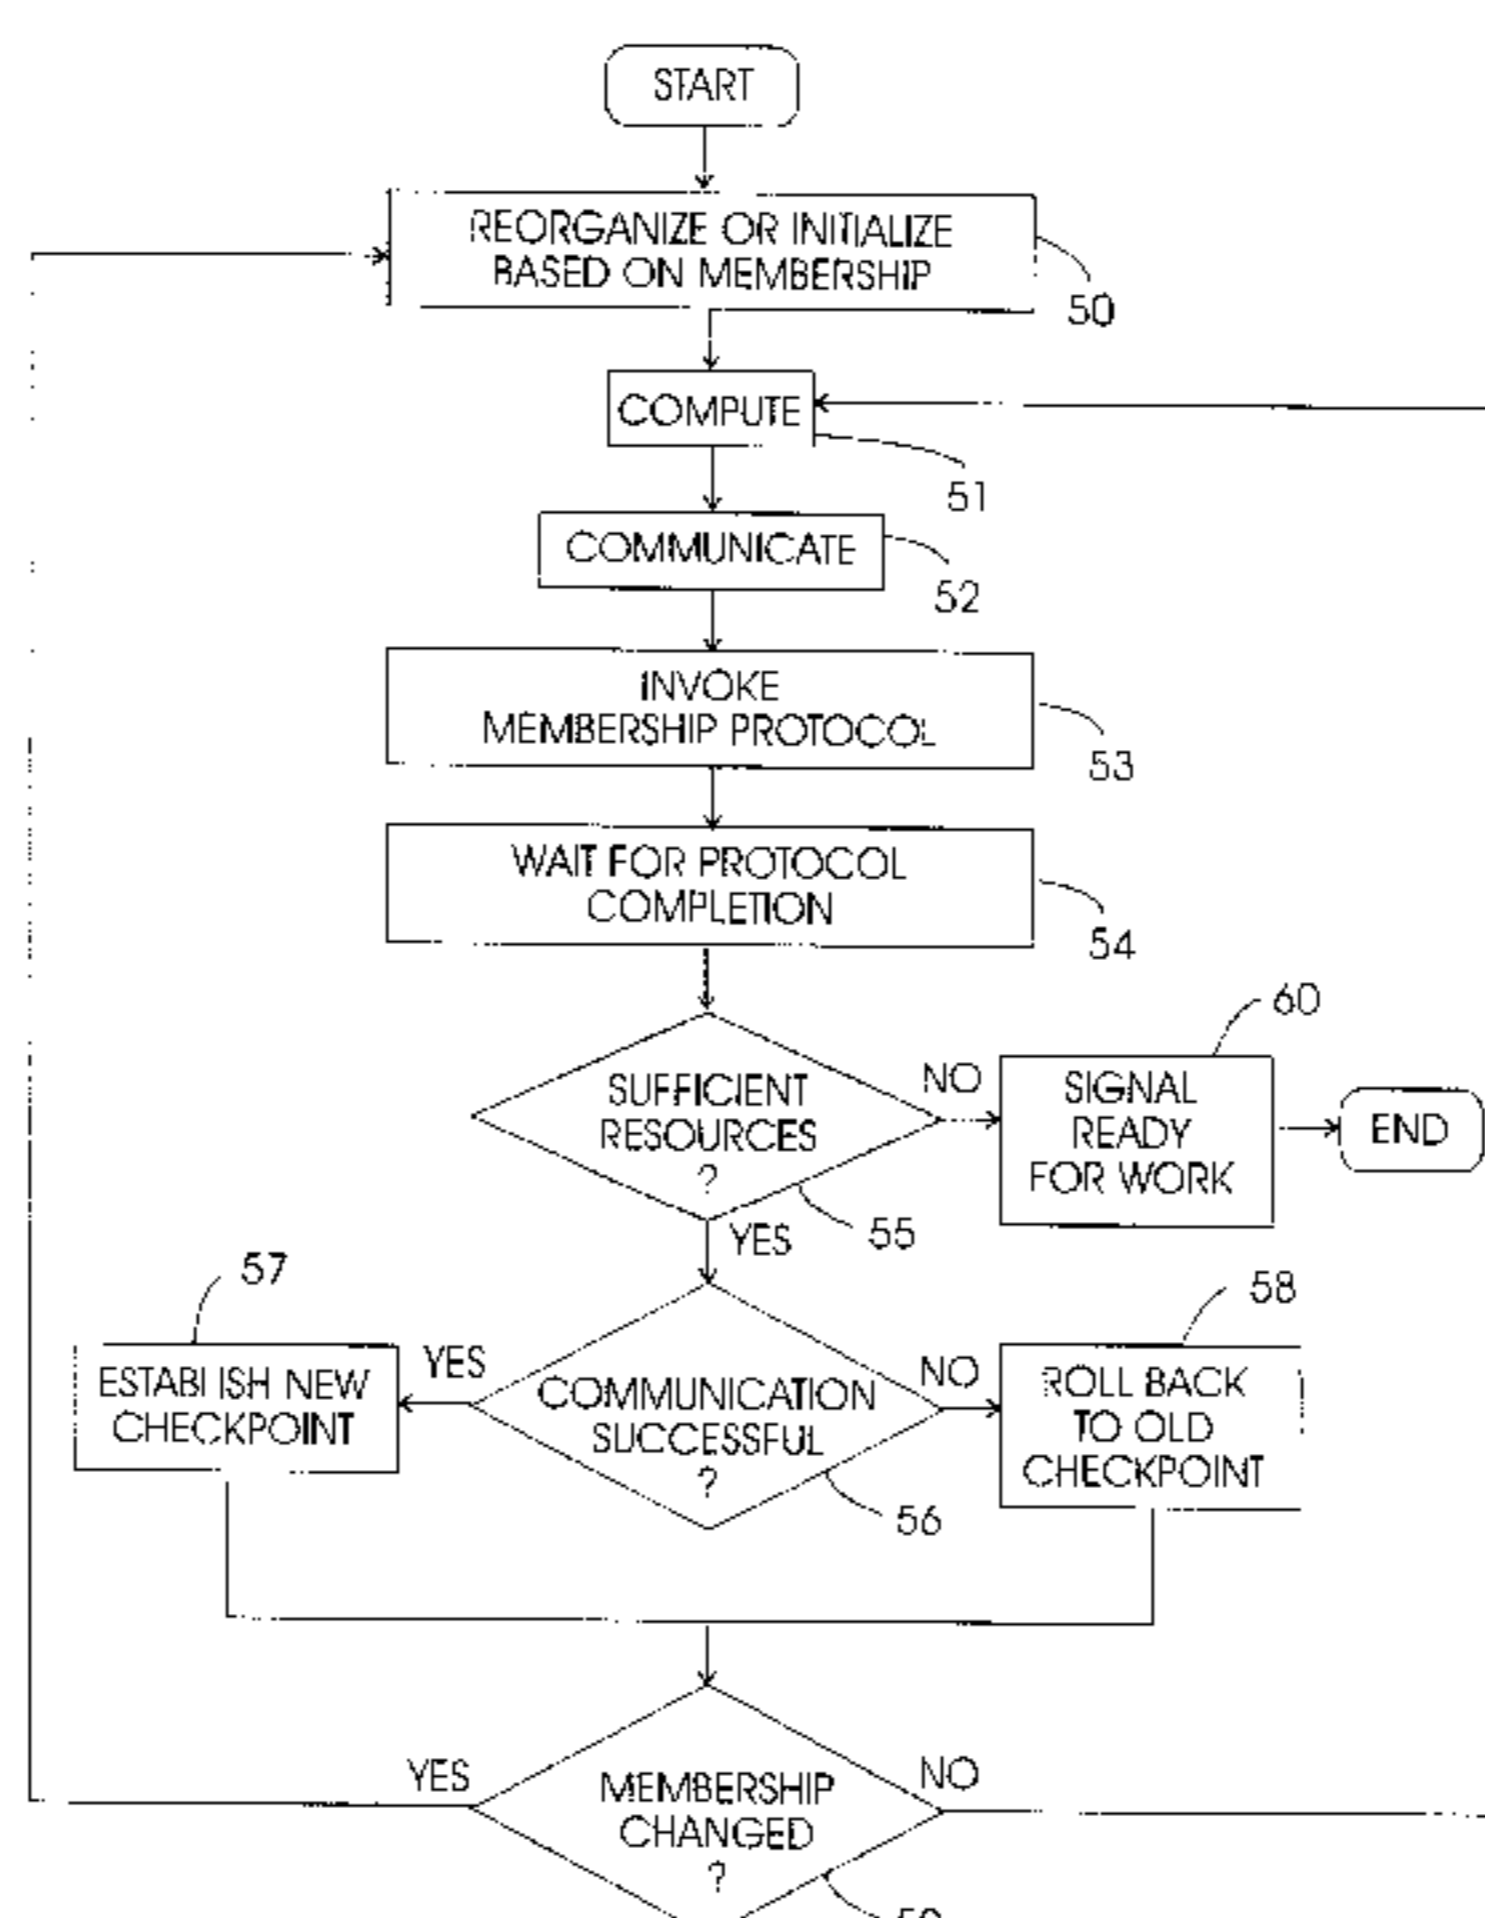 START
REORGANIZE OR INITIALIZE
BASED ON MEMBERSHIP
50
COMPUTE
51
COMMUNICATE
52
INVOKE
MEMBERSHIP PROTOCOL
53
WAIT FOR PROTOCOL
COMPLETION
54
60
NO
SUFFICIENT
RESOURCES
?
SIGNAL
READY
FOR WORK
END
55
YES
57
58
YES
NO
ESTABLISH NEW
CHECKPOINT
COMMUNICATION
SUCCESSFUL
?
ROLL BACK
TO OLD
CHECKPOINT
56
YES
NO
MEMBERSHIP
CHANGED
?